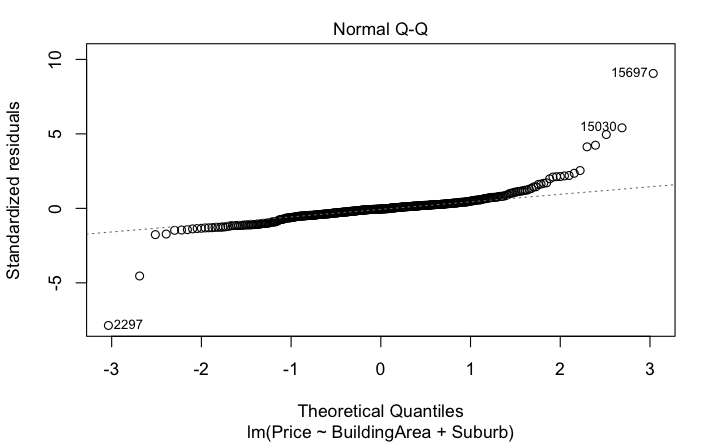 Normal Q-Q
Standardized residuals
10
5
0
-5
15697
15030
2297
-3 -2 -1 0 1 2 3
Theoretical Quantiles
lm(Price ~ BuildingArea + Suburb)